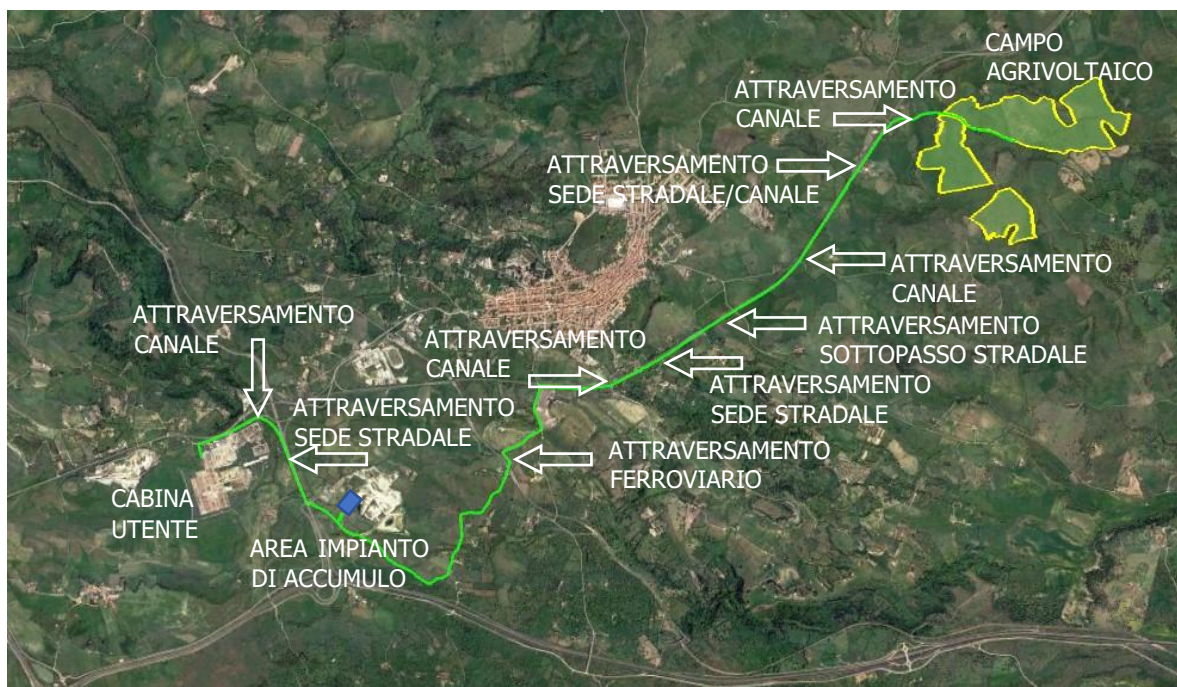 CAMPO
AGRIVOLTAICO
ATTRAVERSAMENTO
CANALE
ATTRAVERSAMENTO
SEDE STRADALE/CANALE
ATTRAVERSAMENTO
CANALE
ATTRAVERSAMENTO
CANALE
ATTRAVERSAMENTO
SOTTOPASSO STRADALE
ATTRAVERSAMENTO
CANALE
ATTRAVERSAMENTO
SEDE STRADALE
ATTRAVERSAMENTO
SEDE STRADALE
ATTRAVERSAMENTO
FERROVIARIO
CABINA
UTENTE
AREA IMPIANTO
DI ACCUMULO